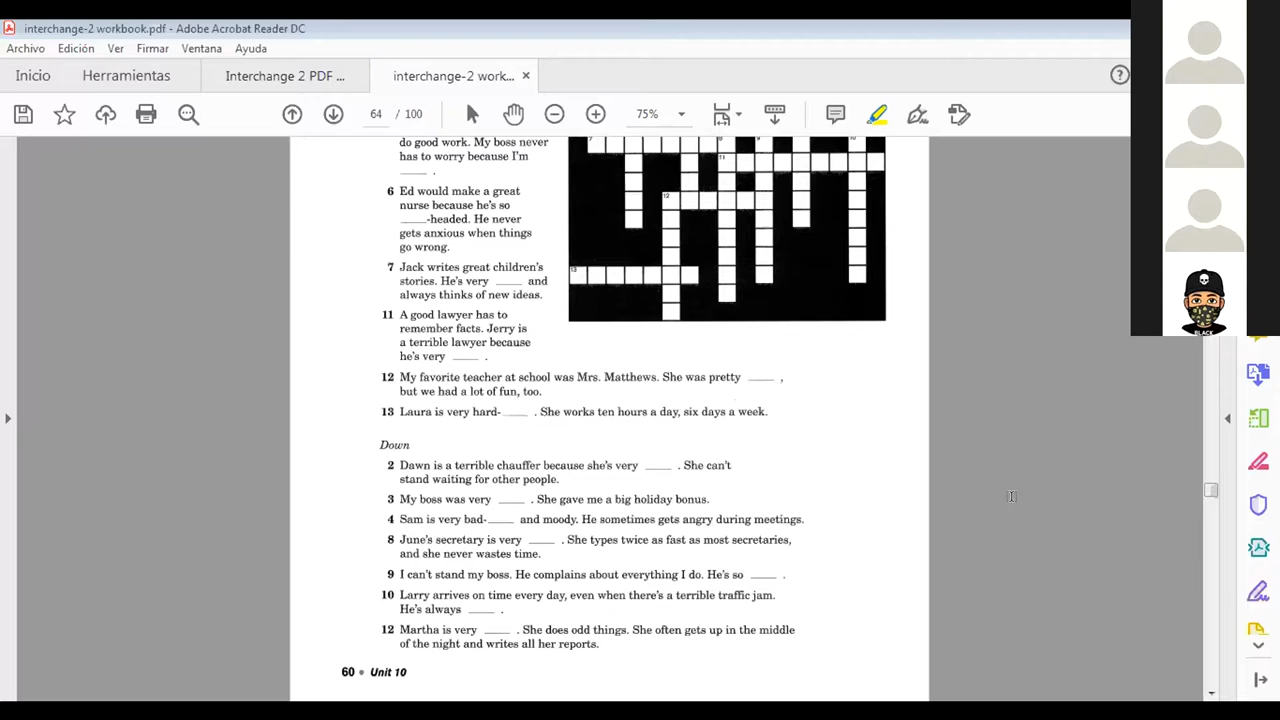 interchange-2 workbook.pdf - Adobe Acrobat Reader DC
Archivo Edición Ver Firmar Ventana Ayuda
Inicio Herramientas Interchange 2 PDF ... interchange-2 work... ×
64 / 100 75%
do good work. My boss never
has to worry because I'm
____ .
6 Ed would make a great
nurse because he's so
____-headed. He never
gets anxious when things
go wrong.
7 Jack writes great children's
stories. He's very ____ and
always thinks of new ideas.
11 A good lawyer has to
remember facts. Jerry is
a terrible lawyer because
he's very ____ .
12 My favorite teacher at school was Mrs. Matthews. She was pretty ____ ,
but we had a lot of fun, too.
13 Laura is very hard-____ . She works ten hours a day, six days a week.
Down
2 Dawn is a terrible chauffer because she's very ____ . She can't
stand waiting for other people.
3 My boss was very ____ . She gave me a big holiday bonus.
4 Sam is very bad-____ and moody. He sometimes gets angry during meetings.
8 June's secretary is very ____ . She types twice as fast as most secretaries,
and she never wastes time.
9 I can't stand my boss. He complains about everything I do. He's so ____ .
10 Larry arrives on time every day, even when there's a terrible traffic jam.
He's always ____ .
12 Martha is very ____ . She does odd things. She often gets up in the middle
of the night and writes all her reports.
60 • Unit 10
11
12
13
BLACK